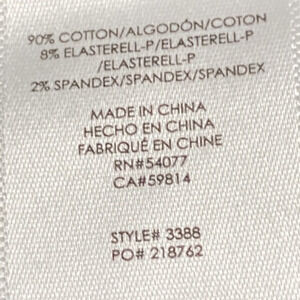 90% COTTON/ALGODÓN/COTON
8% ELASTERELL-P/ELASTERELL-P
/ELASTERELL-P
2% SPANDEX/SPANDEX/SPANDEX
MADE IN CHINA
HECHO EN CHINA
FABRIQUÉ EN CHINE
RN#54077
CA#59814
STYLE# 3388
PO# 218762